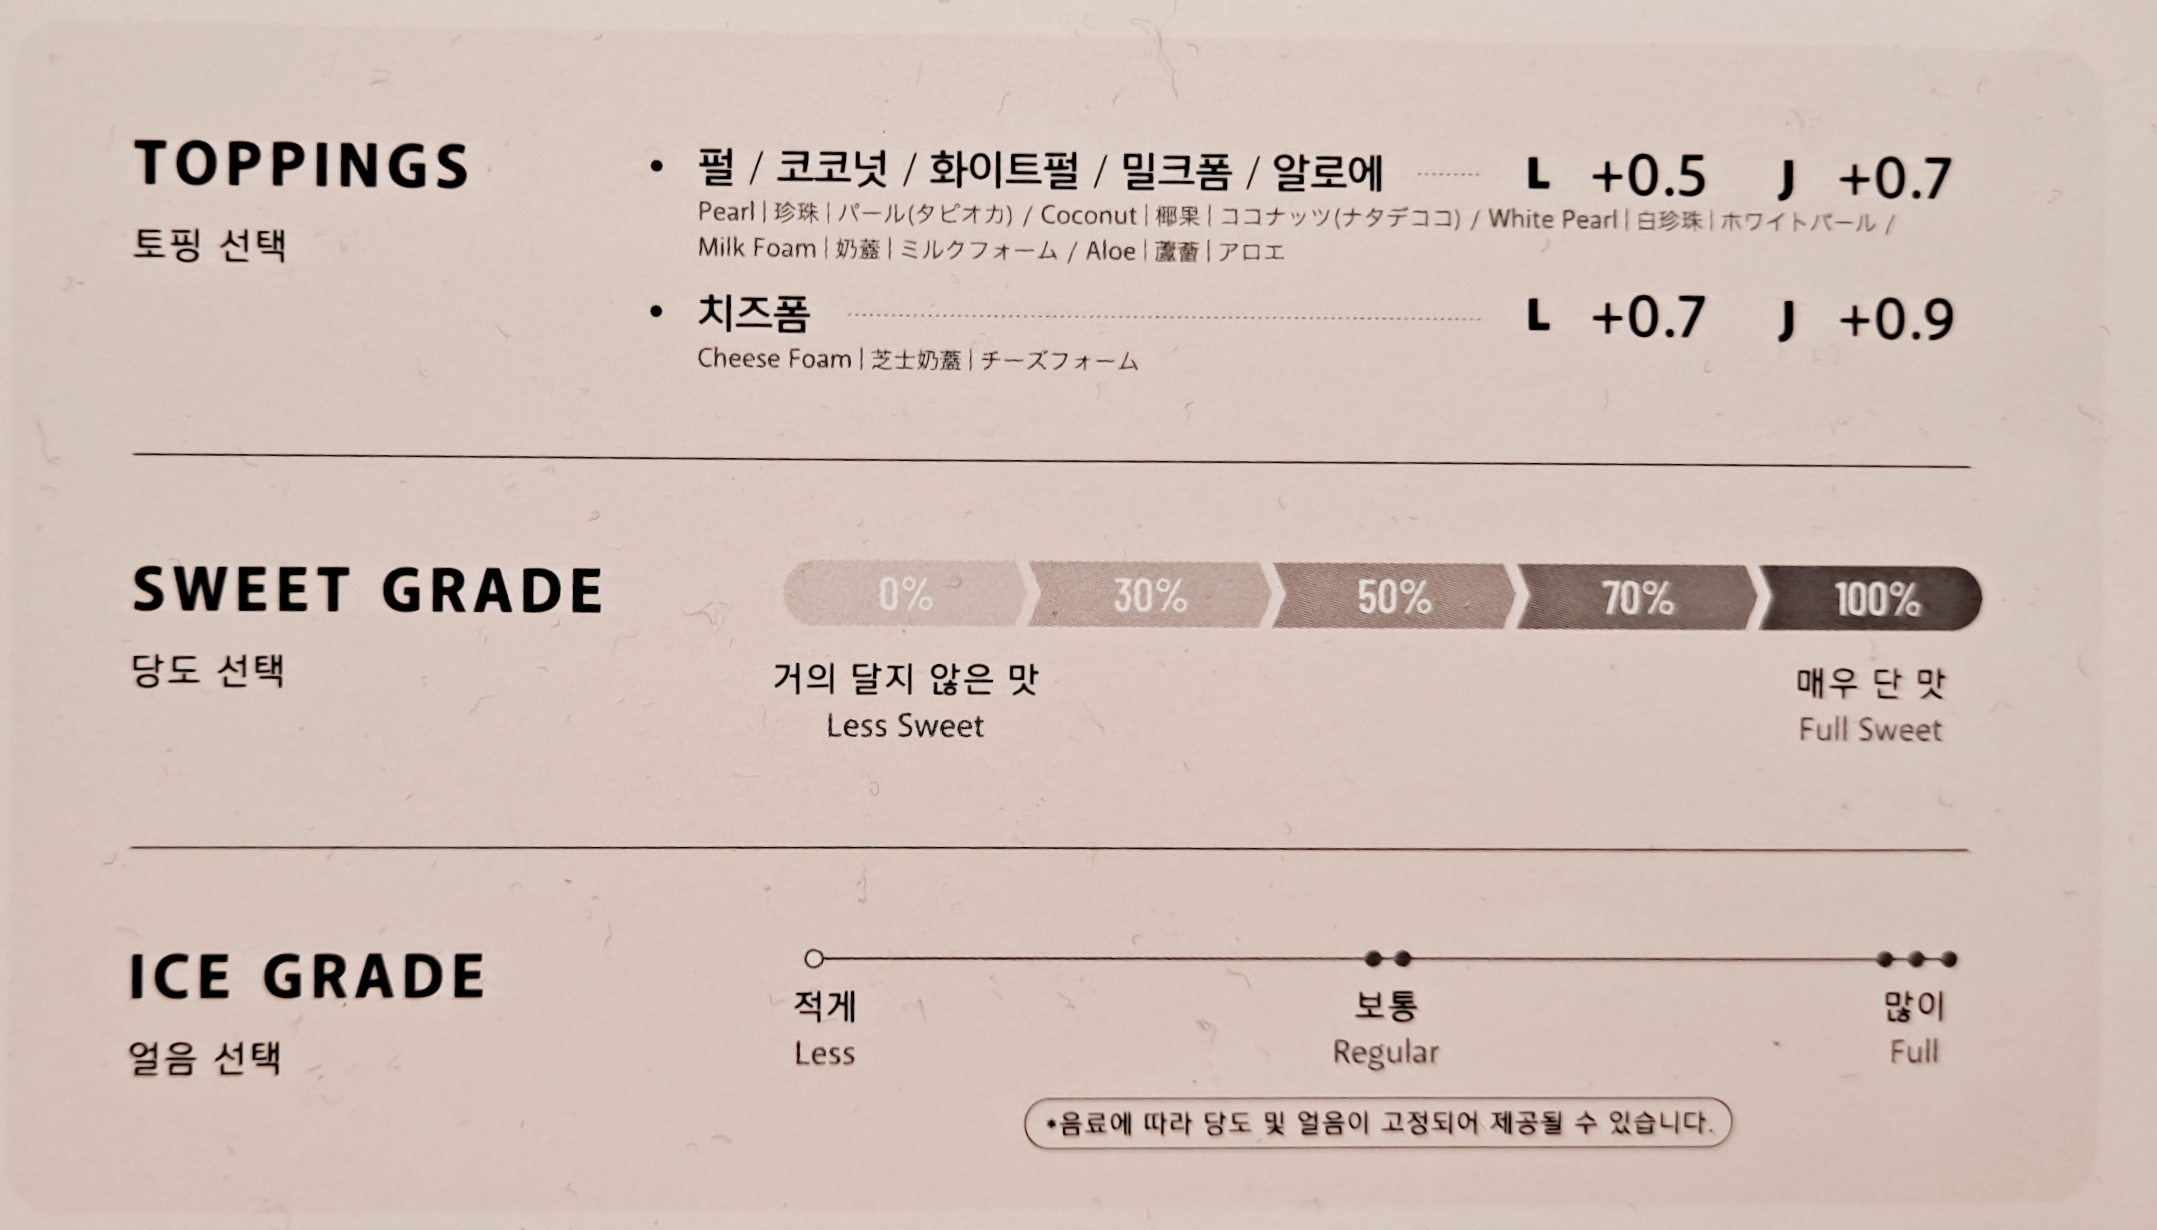 TOPPINGS
토핑 선택
• 펄 / 코코넛 / 화이트펄 / 밀크폼 / 알로에 L +0.5 J +0.7
Pearl | 珍珠 | パール(タピオカ) / Coconut | 椰果 | ココナッツ(ナタデココ) / White Pearl | 白珍珠 | ホワイトパール /
Milk Foam | 奶蓋 | ミルクフォーム / Aloe | 蘆薈 | アロエ
• 치즈폼 L +0.7 J +0.9
Cheese Foam | 芝士奶蓋 | チーズフォーム
SWEET GRADE
당도 선택
0% 30% 50% 70% 100%
거의 달지 않은 맛 매우 단 맛
Less Sweet Full Sweet
ICE GRADE
얼음 선택
적게 보통 많이
Less Regular Full
*음료에 따라 당도 및 얼음이 고정되어 제공될 수 있습니다.